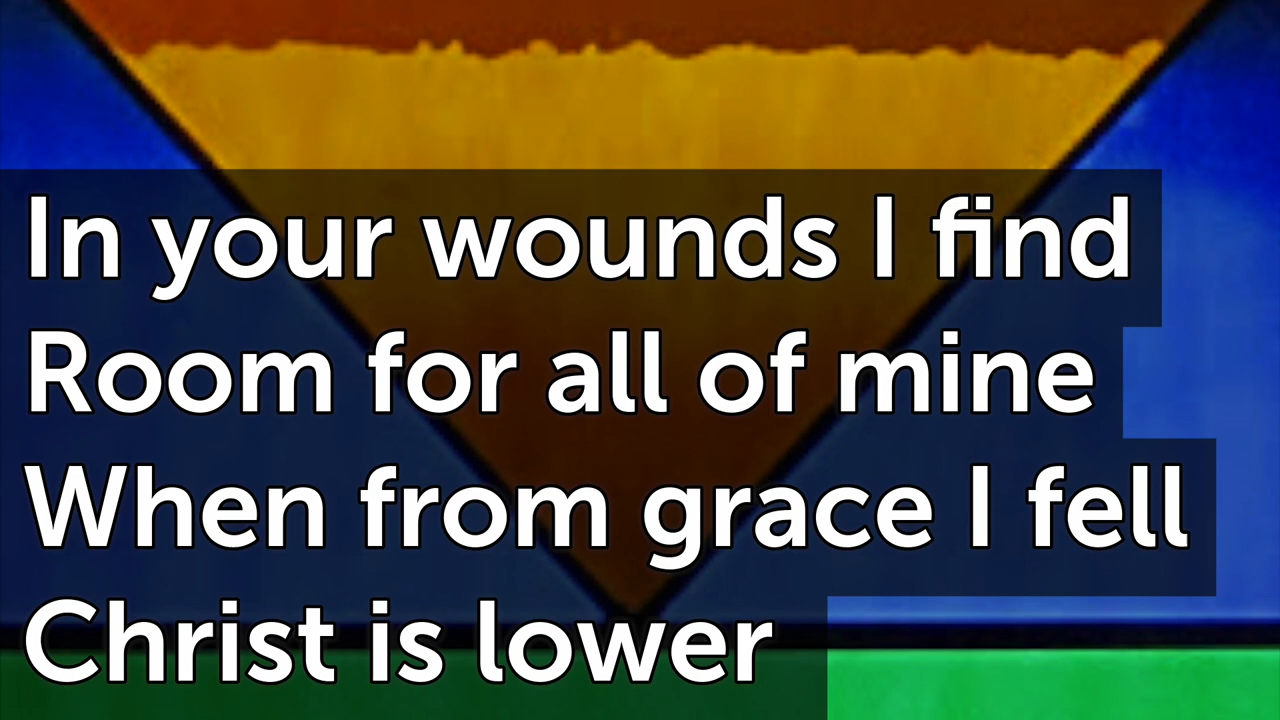 In your wounds I find
Room for all of mine
When from grace I fell
Christ is lower